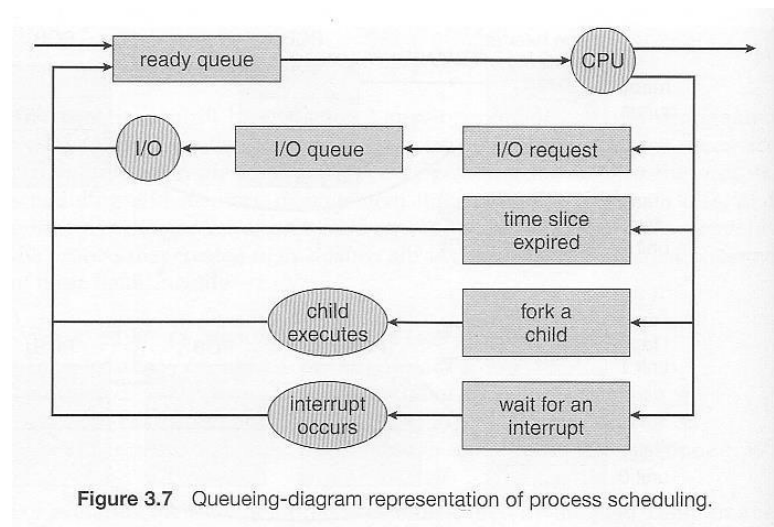 ready queue
CPU
I/O
I/O queue
I/O request
time slice
expired
child
executes
fork a
child
interrupt
occurs
wait for an
interrupt
Figure 3.7 Queueing-diagram representation of process scheduling.